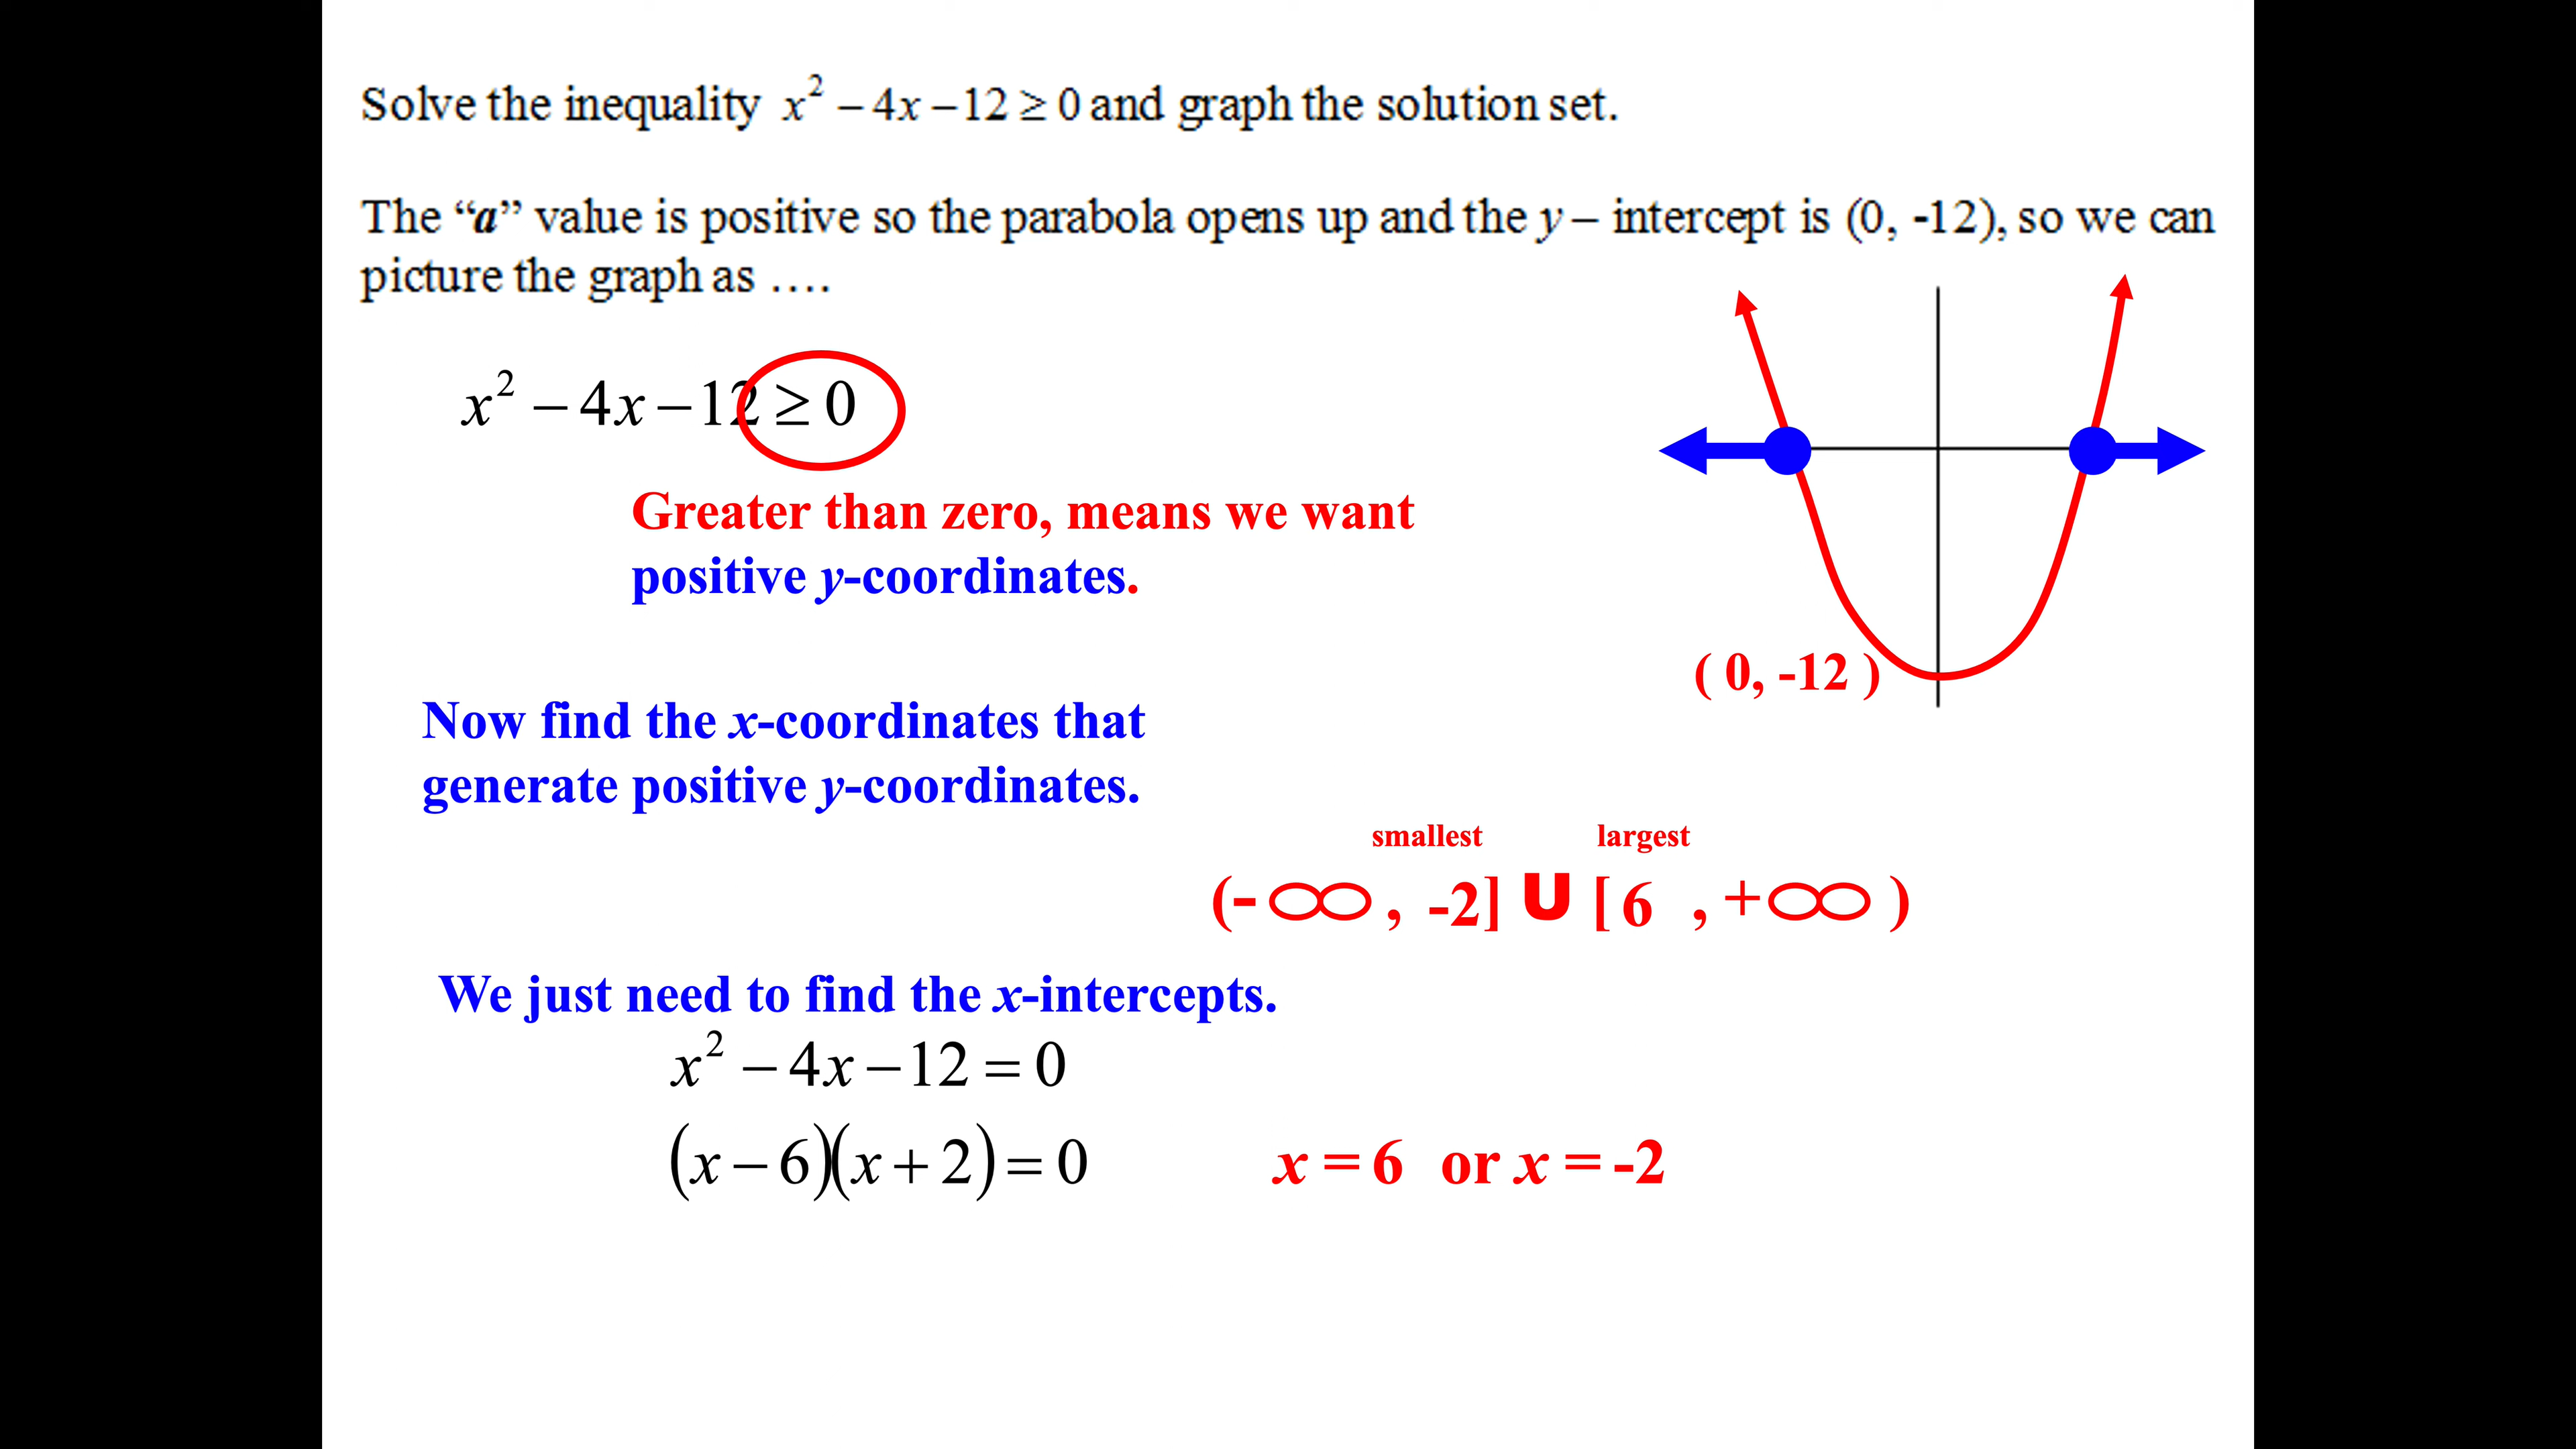 Solve the inequality x² – 4x – 12 ≥ 0 and graph the solution set.
The “a” value is positive so the parabola opens up and the y – intercept is (0, -12), so we can
picture the graph as ….
x² – 4x – 12 ≥ 0
Greater than zero, means we want
positive y-coordinates.
( 0, -12 )
Now find the x-coordinates that
generate positive y-coordinates.
smallest largest
(- ∞ , -2] U [ 6 , + ∞ )
We just need to find the x-intercepts.
x² – 4x – 12 = 0
(x – 6)(x + 2) = 0 x = 6 or x = -2